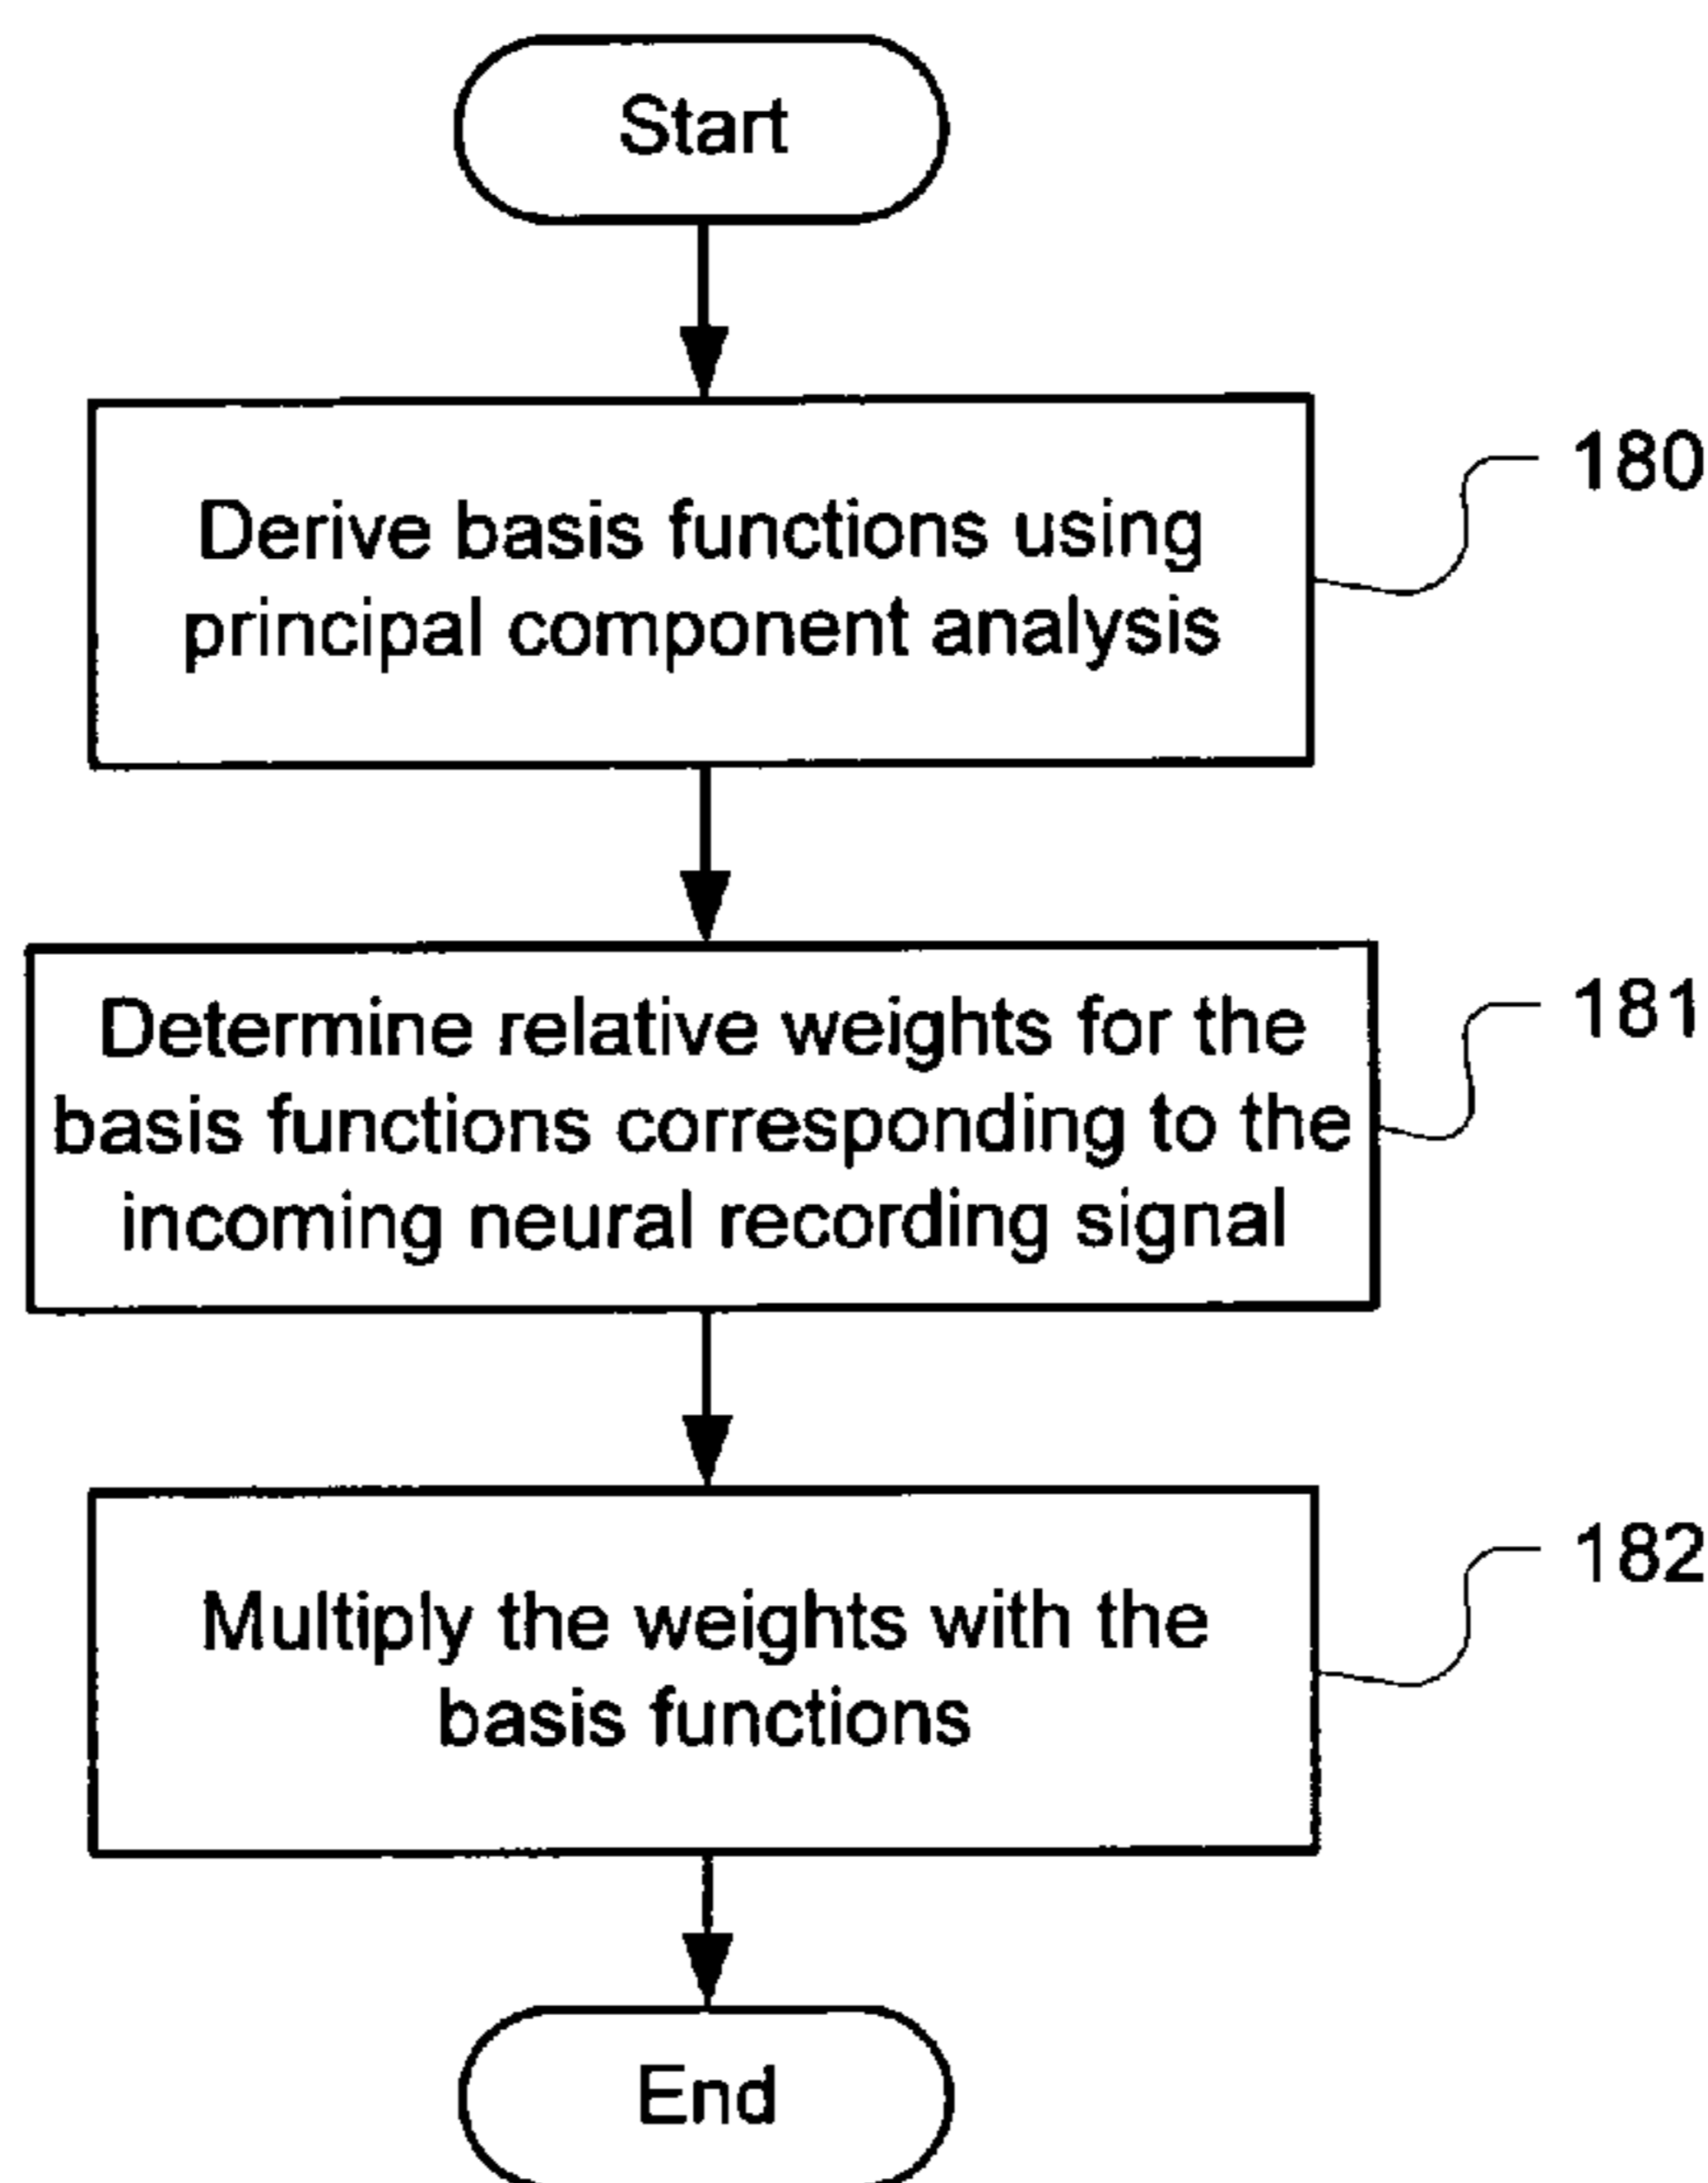 Start
Derive basis functions using
principal component analysis
180
Determine relative weights for the
basis functions corresponding to the
incoming neural recording signal
181
Multiply the weights with the
basis functions
182
End